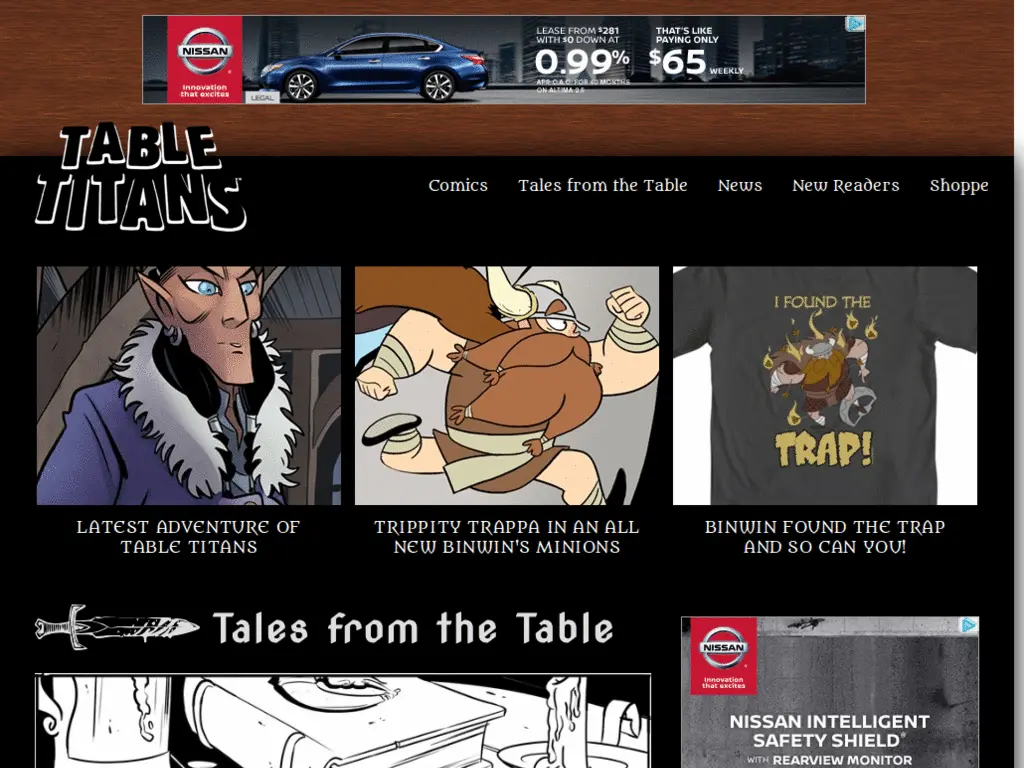 NISSAN
Innovation
that excites
LEGAL
LEASE FROM $281
WITH $0 DOWN AT
0.99%
APR O.A.C. FOR 60 MONTHS
ON ALTIMA 2.5
THAT'S LIKE
PAYING ONLY
$65 WEEKLY
TABLE
TITANS
Comics
Tales from the Table
News
New Readers
Shoppe
I FOUND THE
TRAP!
LATEST ADVENTURE OF
TABLE TITANS
TRIPPITY TRAPPA IN AN ALL
NEW BINWIN'S MINIONS
BINWIN FOUND THE TRAP
AND SO CAN YOU!
Tales from the Table
NISSAN
Innovation
that excites
NISSAN INTELLIGENT
SAFETY SHIELD®
WITH REARVIEW MONITOR